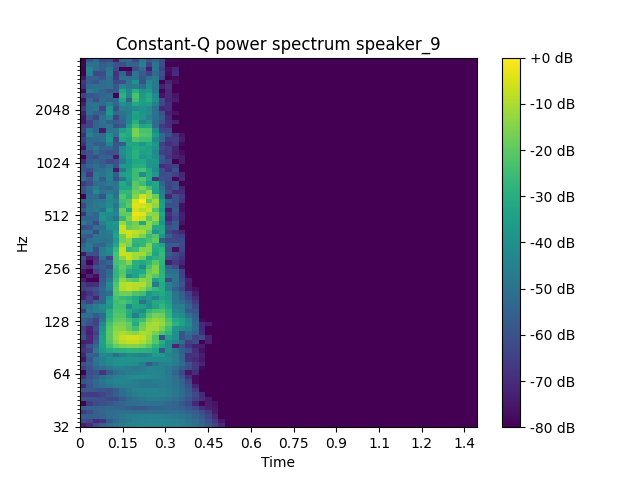 Constant-Q power spectrum speaker_9
Hz
2048
1024
512
256
128
64
32
0 0.15 0.3 0.45 0.6 0.75 0.9 1.1 1.2 1.4
Time
+0 dB
-10 dB
-20 dB
-30 dB
-40 dB
-50 dB
-60 dB
-70 dB
-80 dB